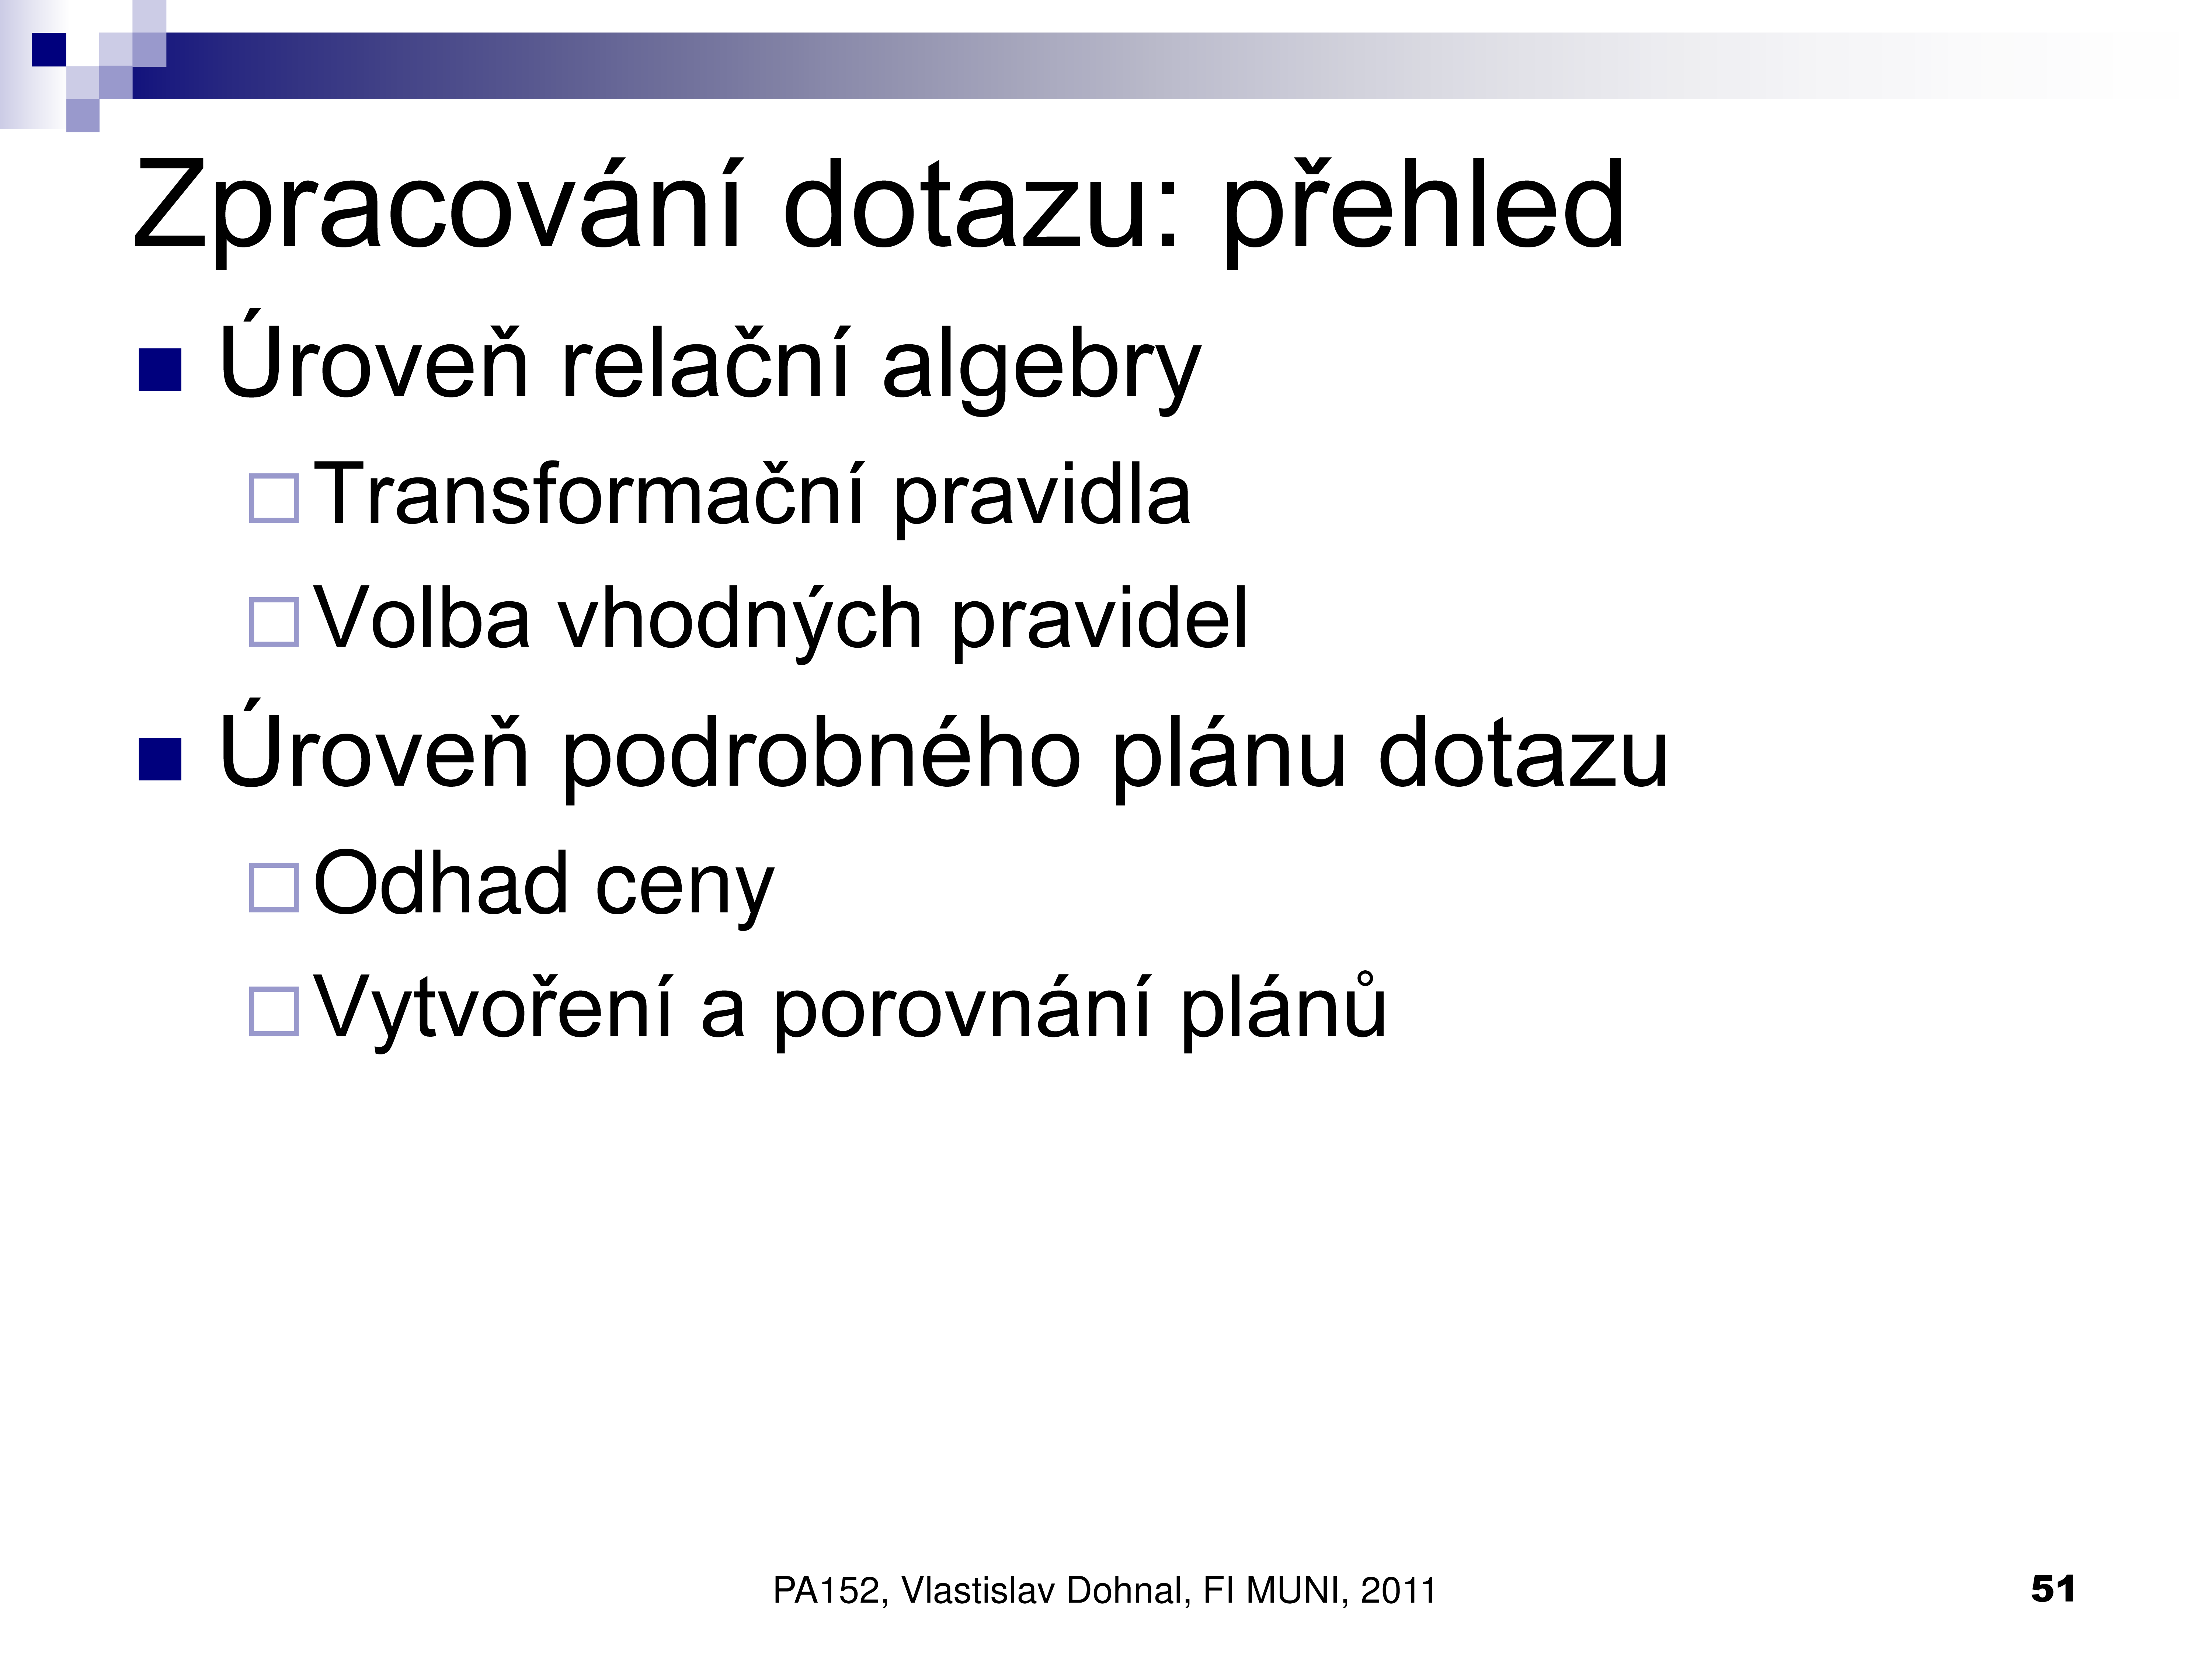 Zpracování dotazu: přehled
Úroveň relační algebry
Transformační pravidla
Volba vhodných pravidel
Úroveň podrobného plánu dotazu
Odhad ceny
Vytvoření a porovnání plánů
PA152, Vlastislav Dohnal, FI MUNI, 2011
51